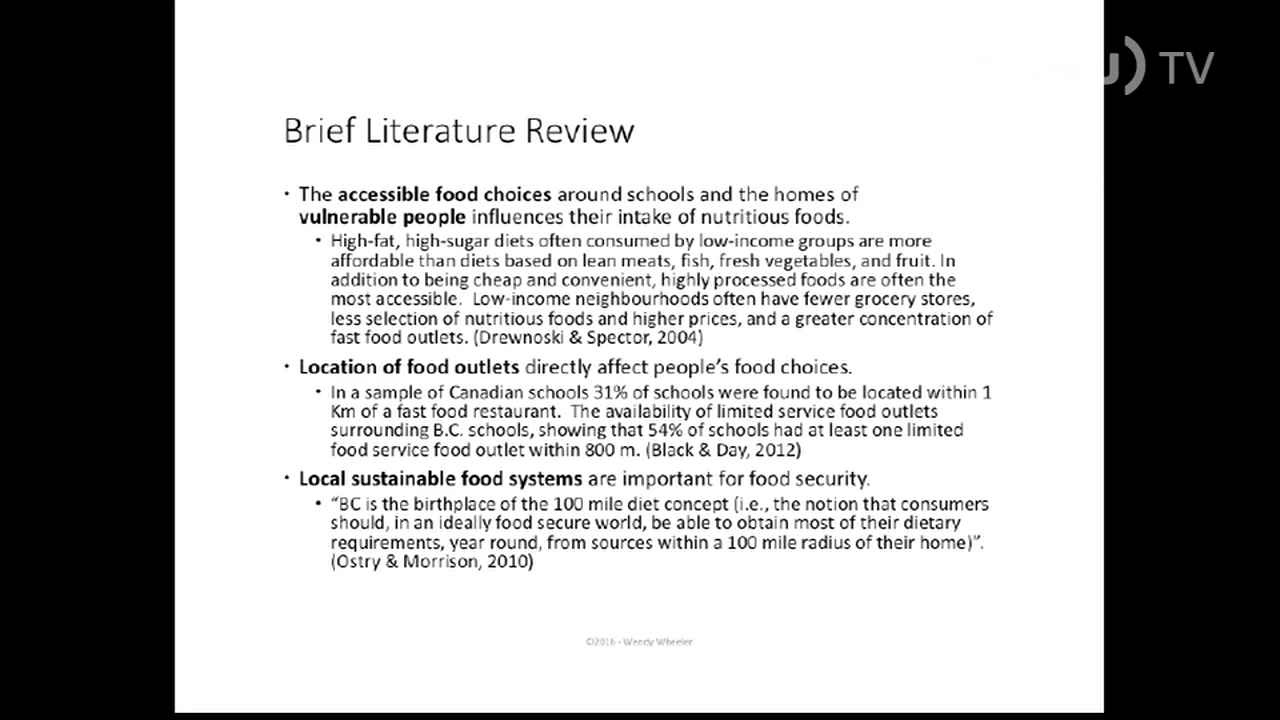 TV
Brief Literature Review
• The accessible food choices around schools and the homes of
vulnerable people influences their intake of nutritious foods.
• High-fat, high-sugar diets often consumed by low-income groups are more
affordable than diets based on lean meats, fish, fresh vegetables, and fruit. In
addition to being cheap and convenient, highly processed foods are often the
most accessible. Low-income neighbourhoods often have fewer grocery stores,
less selection of nutritious foods and higher prices, and a greater concentration of
fast food outlets. (Drewnoski & Spector, 2004)
• Location of food outlets directly affect people's food choices.
• In a sample of Canadian schools 31% of schools were found to be located within 1
Km of a fast food restaurant. The availability of limited service food outlets
surrounding B.C. schools, showing that 54% of schools had at least one limited
food service food outlet within 800 m. (Black & Day, 2012)
• Local sustainable food systems are important for food security.
• “BC is the birthplace of the 100 mile diet concept (i.e., the notion that consumers
should, in an ideally food secure world, be able to obtain most of their dietary
requirements, year round, from sources within a 100 mile radius of their home)”.
(Ostry & Morrison, 2010)
©2016 - Wendy Wheeler